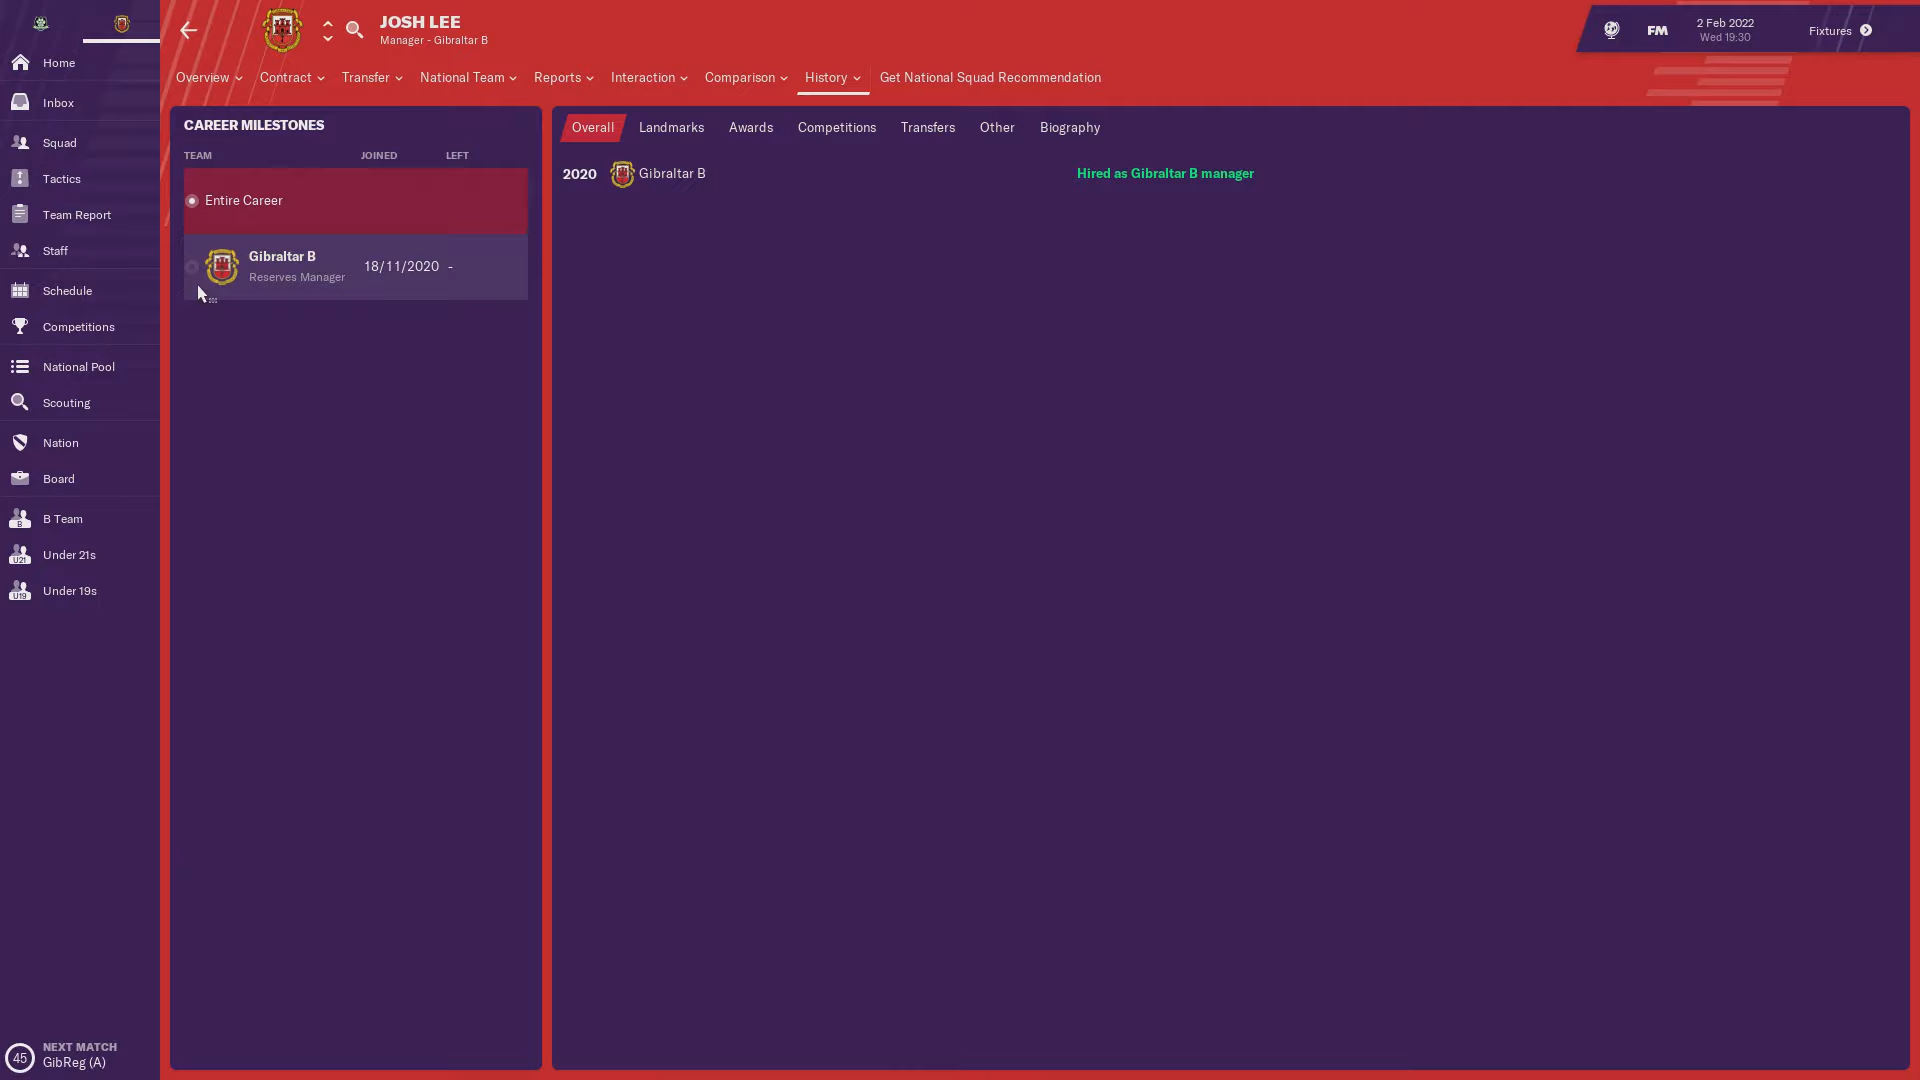 JOSH LEE
Manager - Gibraltar B
FM
2 Feb 2022
Wed 19:30
Fixtures
Home
Inbox
Squad
Tactics
Team Report
Staff
Schedule
Competitions
National Pool
Scouting
Nation
Board
B
B Team
U21
Under 21s
U19
Under 19s
45
NEXT MATCH
GibReg (A)
Overview
Contract
Transfer
National Team
Reports
Interaction
Comparison
History
Get National Squad Recommendation
CAREER MILESTONES
TEAM JOINED LEFT
Entire Career
Gibraltar B
Reserves Manager
18/11/2020 -
Overall Landmarks Awards Competitions Transfers Other Biography
2020 Gibraltar B Hired as Gibraltar B manager